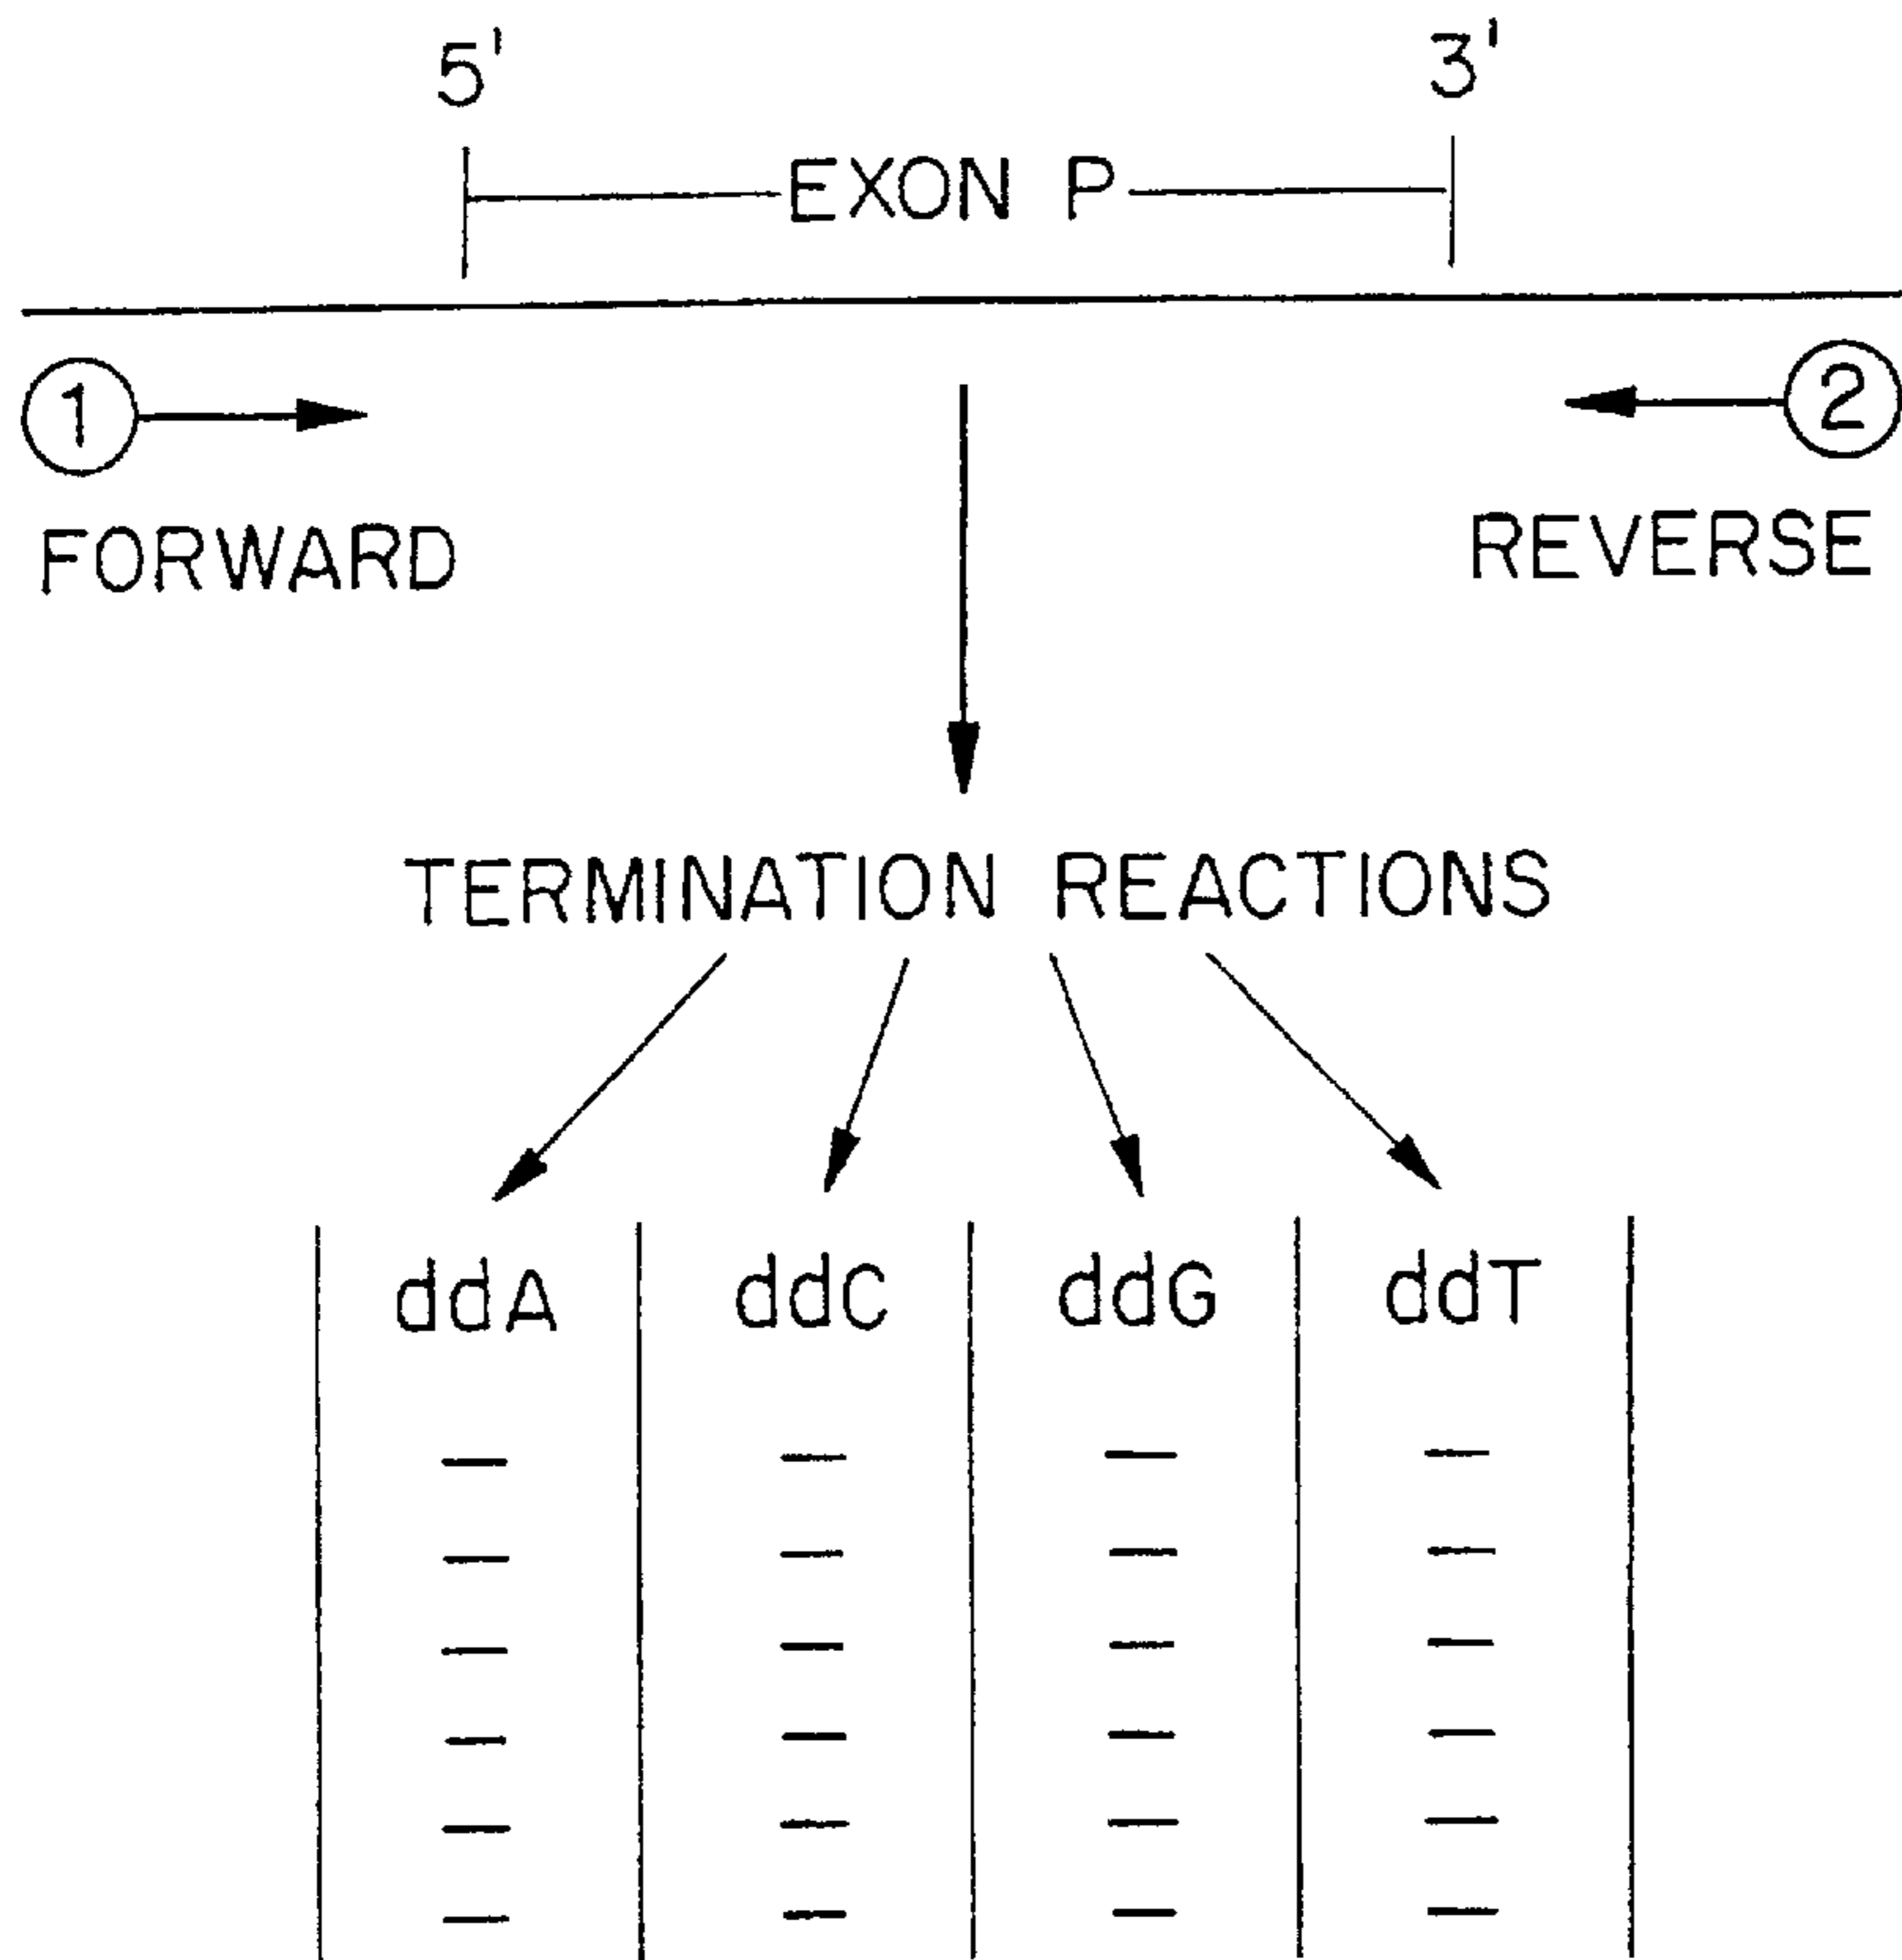 5' 3'
EXON P
1 2
FORWARD REVERSE
TERMINATION REACTIONS
ddA ddC ddG ddT